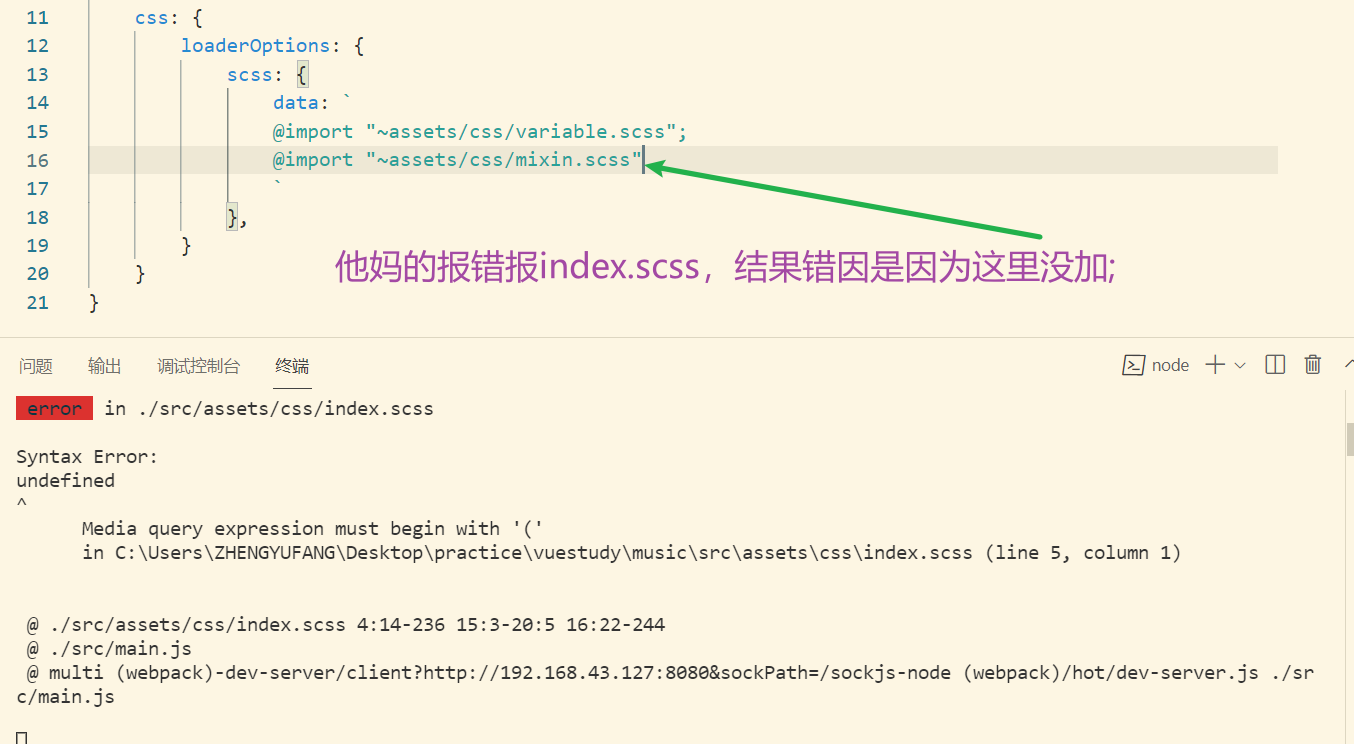 11 css: {
12 loaderOptions: {
13 scss: {
14 data: `
15 @import "~assets/css/variable.scss";
16 @import "~assets/css/mixin.scss"
17 `
18 },
19 }
20 }
21 }
他妈的报错报index.scss，结果错因是因为这里没加;
问题 输出 调试控制台 终端 node
error in ./src/assets/css/index.scss
Syntax Error:
undefined
^
Media query expression must begin with '('
in C:\Users\ZHENGYUFANG\Desktop\practice\vuestudy\music\src\assets\css\index.scss (line 5, column 1)
@ ./src/assets/css/index.scss 4:14-236 15:3-20:5 16:22-244
@ ./src/main.js
@ multi (webpack)-dev-server/client?http://192.168.43.127:8080&sockPath=/sockjs-node (webpack)/hot/dev-server.js ./sr
c/main.js